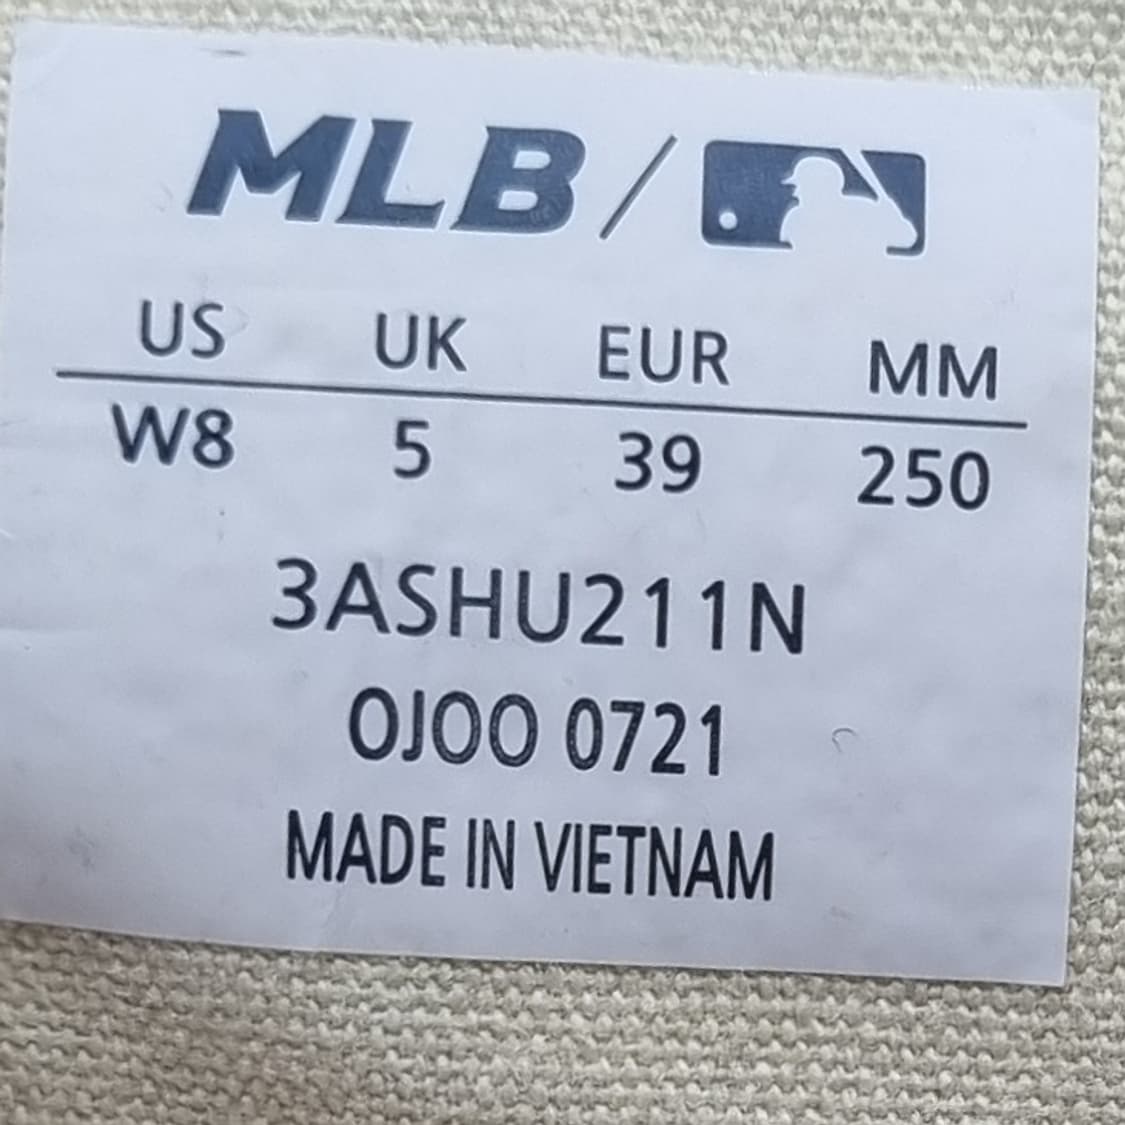 MLB /
US UK EUR MM
W8 5 39 250
3ASHU211N
OJOO 0721
MADE IN VIETNAM